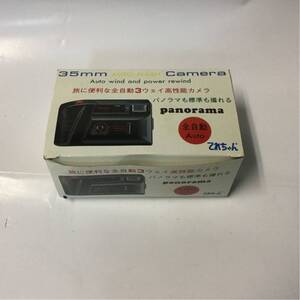 35mm AUTO FLASH Camera
Auto wind and power rewind
旅に便利な全自動3ウェイ高性能カメラ
パノラマも標準も撮れる
panorama
全自動
Auto
旅に便利な全自動3ウェイ高性能カメラ
パノラマも標準も撮れる
panorama